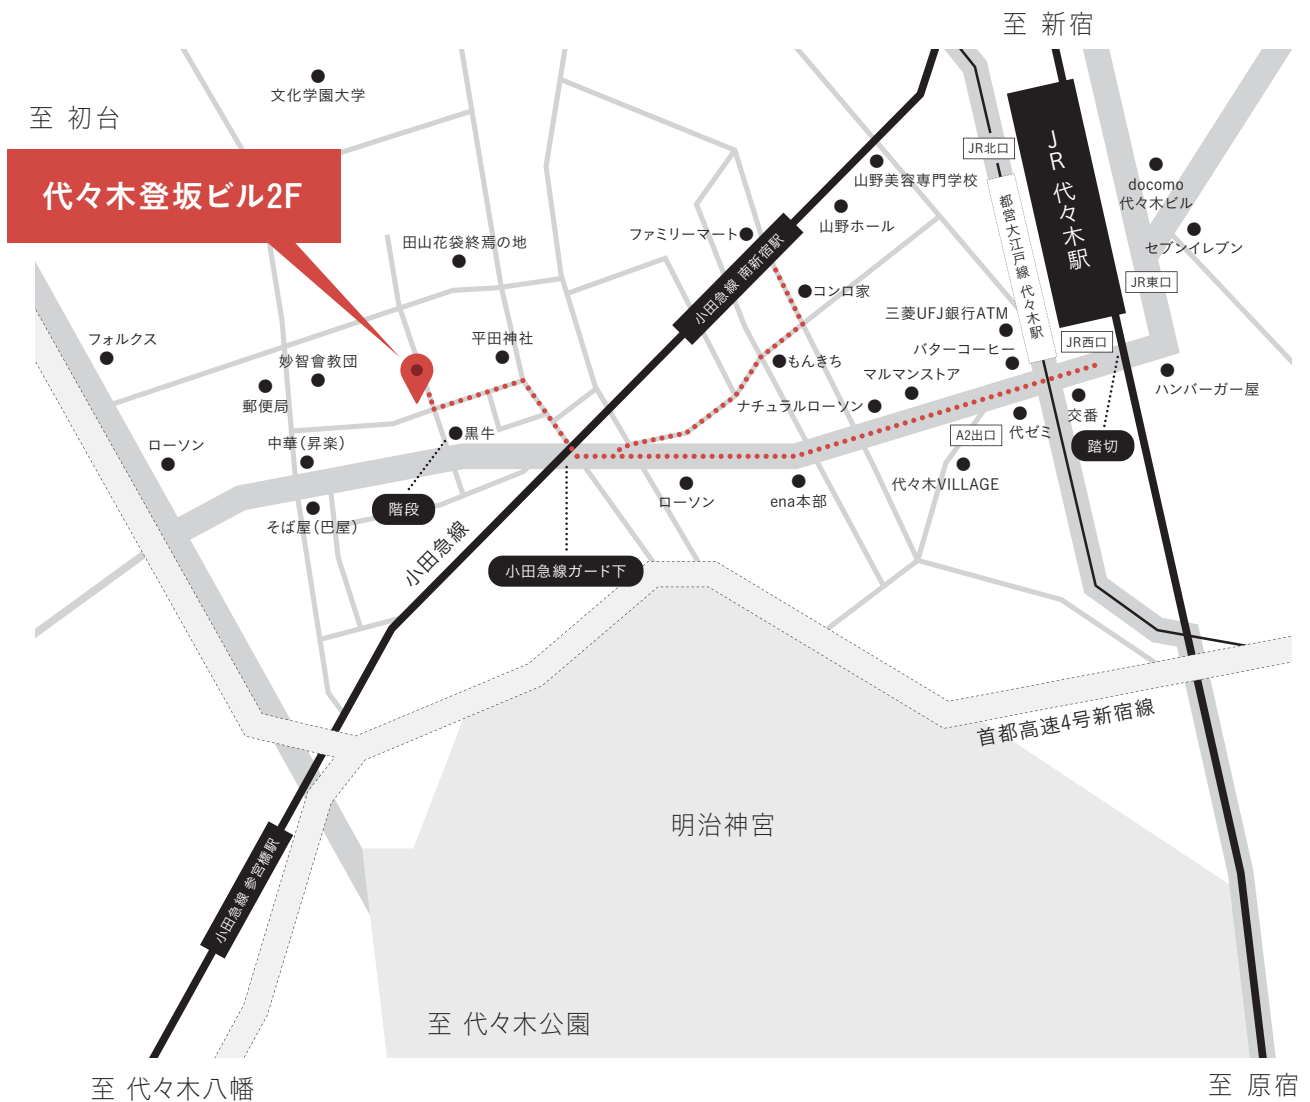 至 新宿
文化学園大学
至 初台
代々木登坂ビル2F
JR北口
JR 代々木駅
都営大江戸線 代々木駅
山野美容専門学校
docomo
代々木ビル
山野ホール
セブンイレブン
ファミリーマート
田山花袋終焉の地
小田急線 南新宿駅
JR東口
コンロ家
三菱UFJ銀行ATM
フォルクス
平田神社
JR西口
バターコーヒー
妙智會教団
もんきち
マルマンストア
ハンバーガー屋
郵便局
ナチュラルローソン
交番
黒牛
A2出口
代ゼミ
踏切
ローソン
中華(昇楽)
代々木VILLAGE
階段
ローソン
ena本部
そば屋(巴屋)
小田急線
小田急線ガード下
首都高速4号新宿線
明治神宮
小田急線 参宮橋駅
至 代々木公園
至 代々木八幡
至 原宿